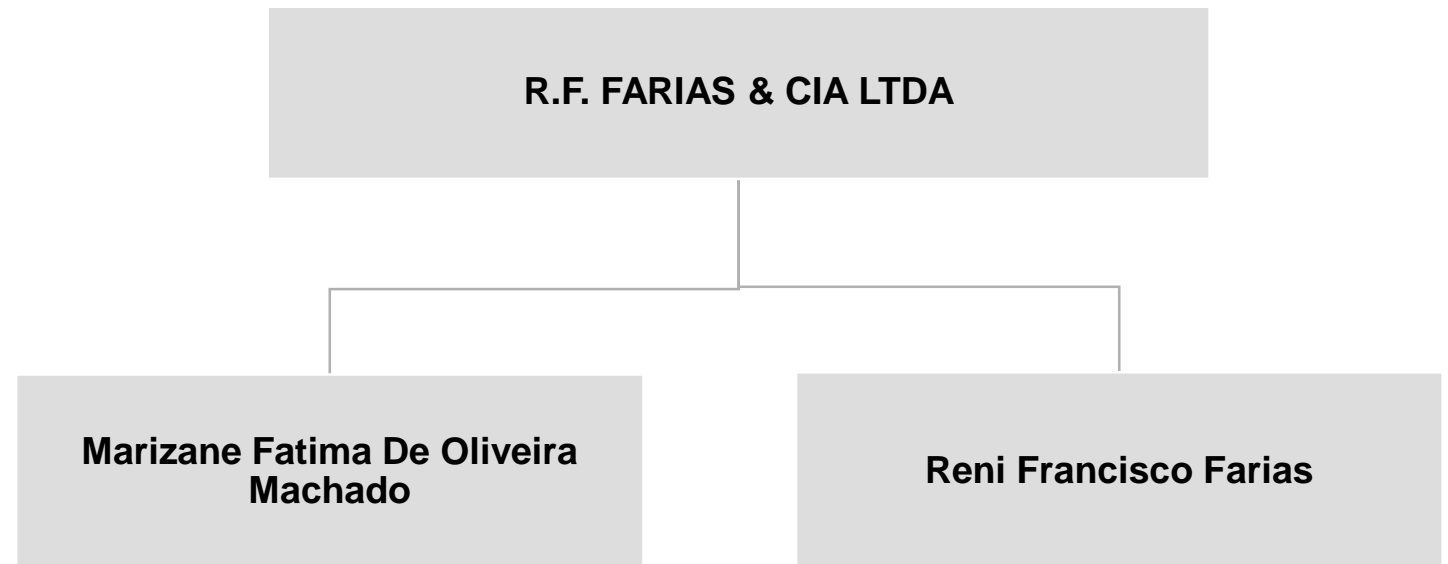 R.F. FARIAS & CIA LTDA
Marizane Fatima De Oliveira
Machado
Reni Francisco Farias